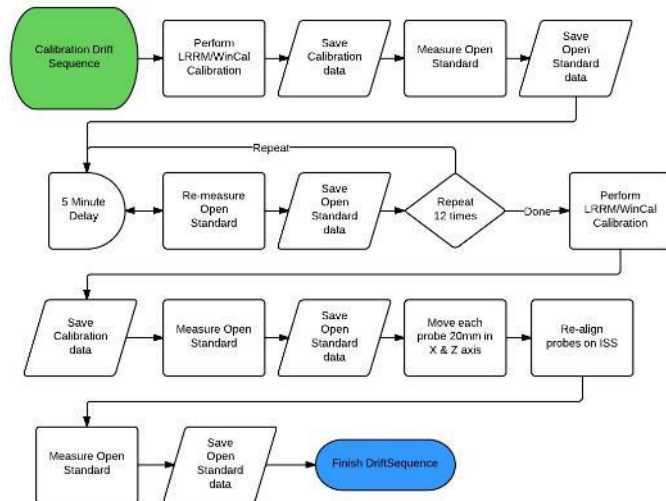 Calibration Drift
Sequence
Perform
LRRM/WinCal
Calibration
Save
Calibration
data
Measure Open
Standard
Save
Open
Standard
data
Repeat
5 Minute
Delay
Re-measure
Open
Standard
Save
Open
Standard
data
Repeat
12 times
Done
Perform
LRRM/WinCal
Calibration
Save
Calibration
data
Measure Open
Standard
Save
Open
Standard
data
Move each
probe 20mm in
X & Z axis
Re-align
probes on ISS
Measure Open
Standard
Save
Open
Standard
data
Finish DriftSequence